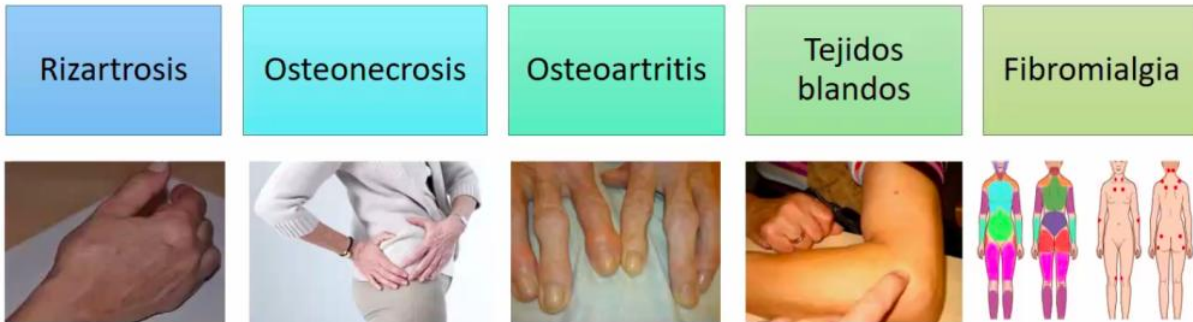 Rizartrosis
Osteonecrosis
Osteoartritis
Tejidos
blandos
Fibromialgia